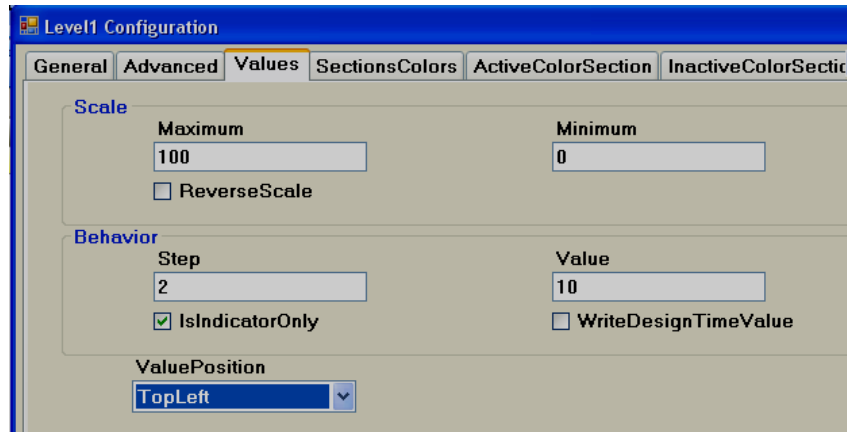 Level1 Configuration
General Advanced Values SectionsColors ActiveColorSection InactiveColorSectio
Scale
Maximum Minimum
100 0
ReverseScale
Behavior
Step Value
2 10
IsIndicatorOnly WriteDesignTimeValue
ValuePosition
TopLeft